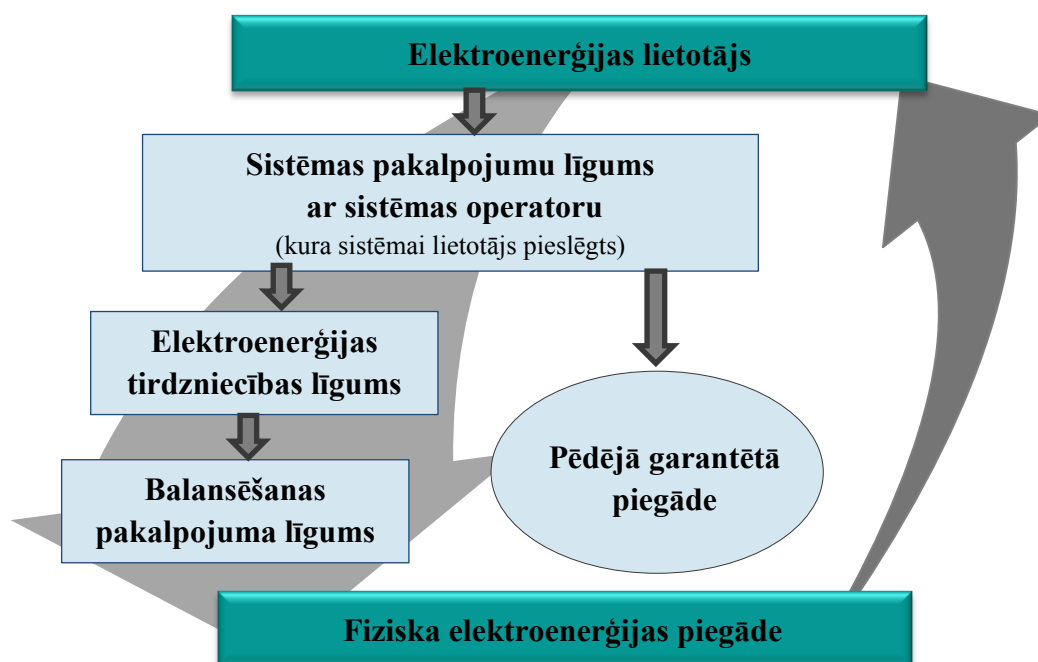 Elektroenerģijas lietotājs
Sistēmas pakalpojumu līgums
ar sistēmas operatoru
(kura sistēmai lietotājs pieslēgts)
Elektroenerģijas
tirdzniecības līgums
Balansēšanas
pakalpojuma līgums
Pēdējā garantētā
piegāde
Fiziska elektroenerģijas piegāde